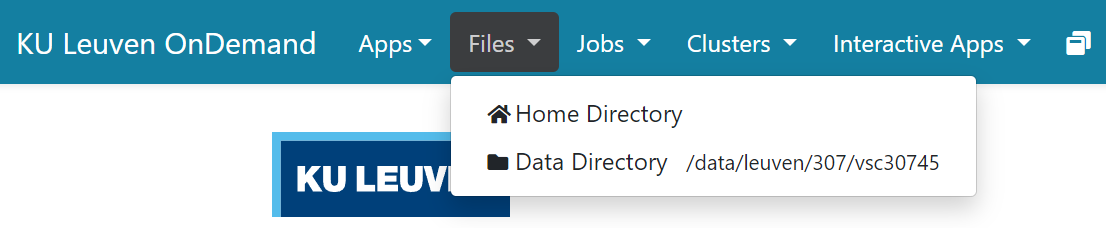 KU Leuven OnDemand Apps Files Jobs Clusters Interactive Apps
Home Directory
Data Directory /data/leuven/307/vsc30745
KU LEUV